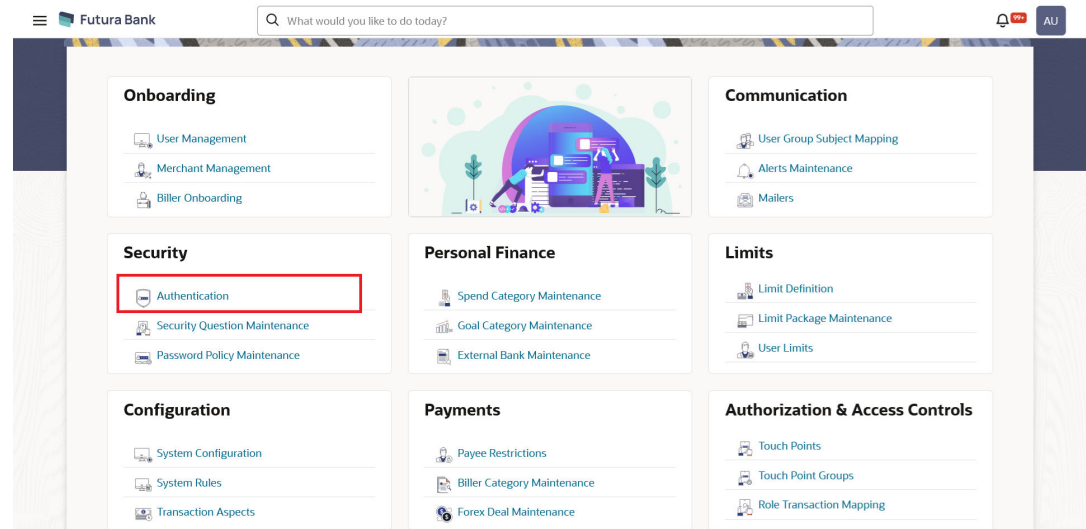 Futura Bank
What would you like to do today?
99+
AU
Onboarding
User Management
Merchant Management
Biller Onboarding
Communication
User Group Subject Mapping
Alerts Maintenance
Mailers
Security
Authentication
Security Question Maintenance
Password Policy Maintenance
Personal Finance
Spend Category Maintenance
Goal Category Maintenance
External Bank Maintenance
Limits
Limit Definition
Limit Package Maintenance
User Limits
Configuration
System Configuration
System Rules
Transaction Aspects
Payments
Payee Restrictions
Biller Category Maintenance
Forex Deal Maintenance
Authorization & Access Controls
Touch Points
Touch Point Groups
Role Transaction Mapping